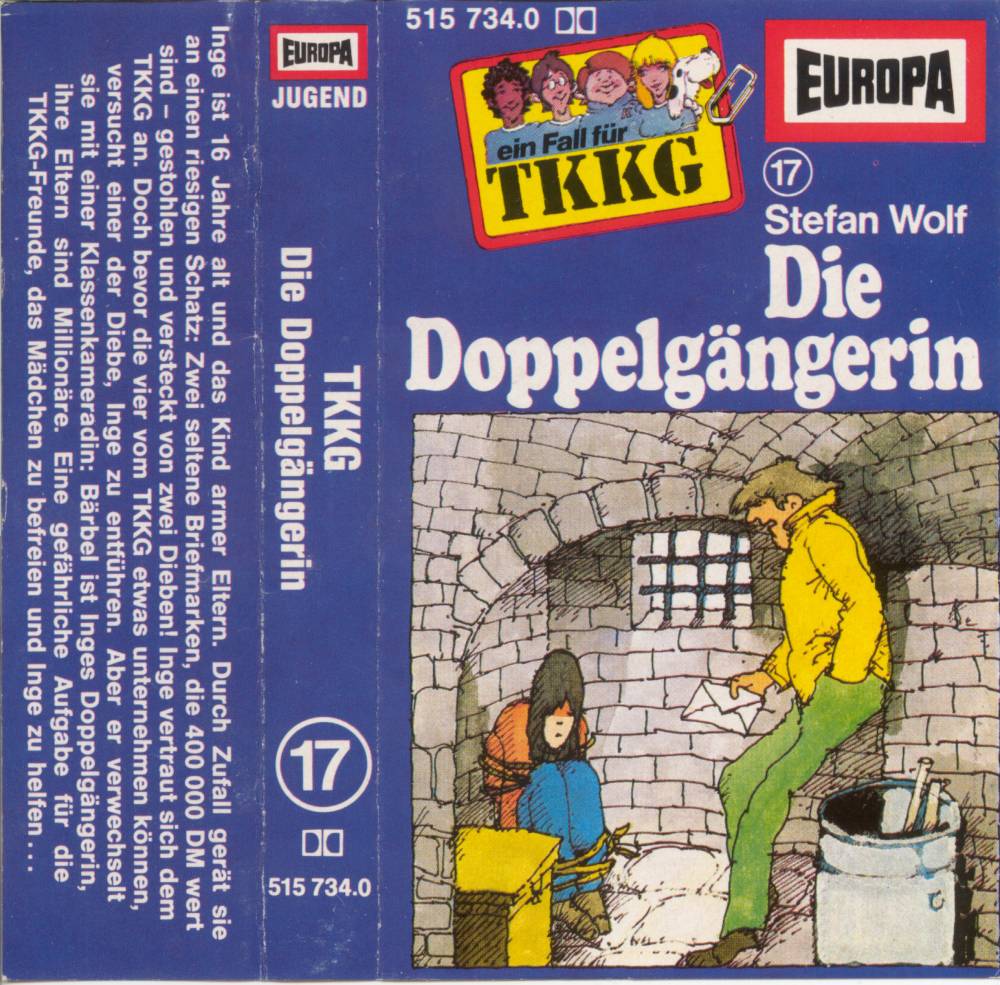 Inge ist 16 Jahre alt und das Kind armer Eltern. Durch Zufall gerät sie
an einen riesigen Schatz: Zwei seltene Briefmarken, die 400 000 DM wert
sind – gestohlen und versteckt von zwei Dieben! Inge vertraut sich dem
TKKG an. Doch bevor die vier vom TKKG etwas unternehmen können,
versucht einer der Diebe, Inge zu entführen. Aber er verwechselt
sie mit einer Klassenkameradin: Bärbel ist Inges Doppelgängerin,
ihre Eltern sind Millionäre. Eine gefährliche Aufgabe für die
TKKG-Freunde, das Mädchen zu befreien und Inge zu helfen...
EUROPA
JUGEND
TKKG
Die Doppelgängerin
17
515 734.0
515 734.0
ein Fall für
TKKG
EUROPA
17
Stefan Wolf
Die
Doppelgängerin